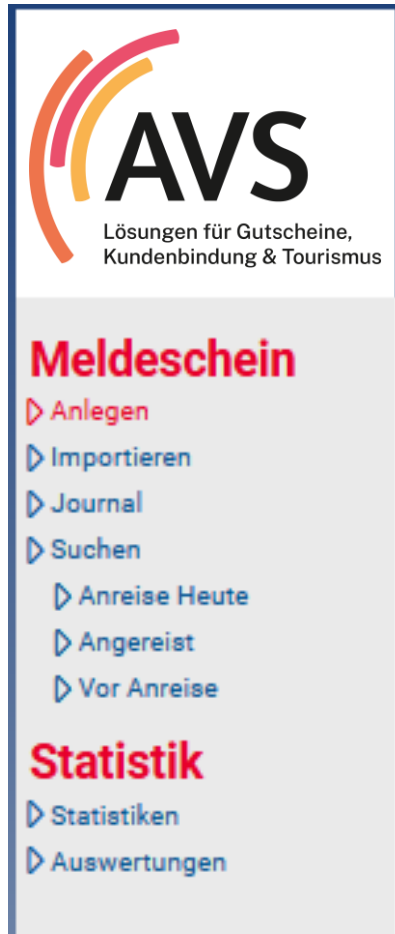 AVS
Lösungen für Gutscheine,
Kundenbindung & Tourismus
Meldeschein
Anlegen
Importieren
Journal
Suchen
Anreise Heute
Angereist
Vor Anreise
Statistik
Statistiken
Auswertungen